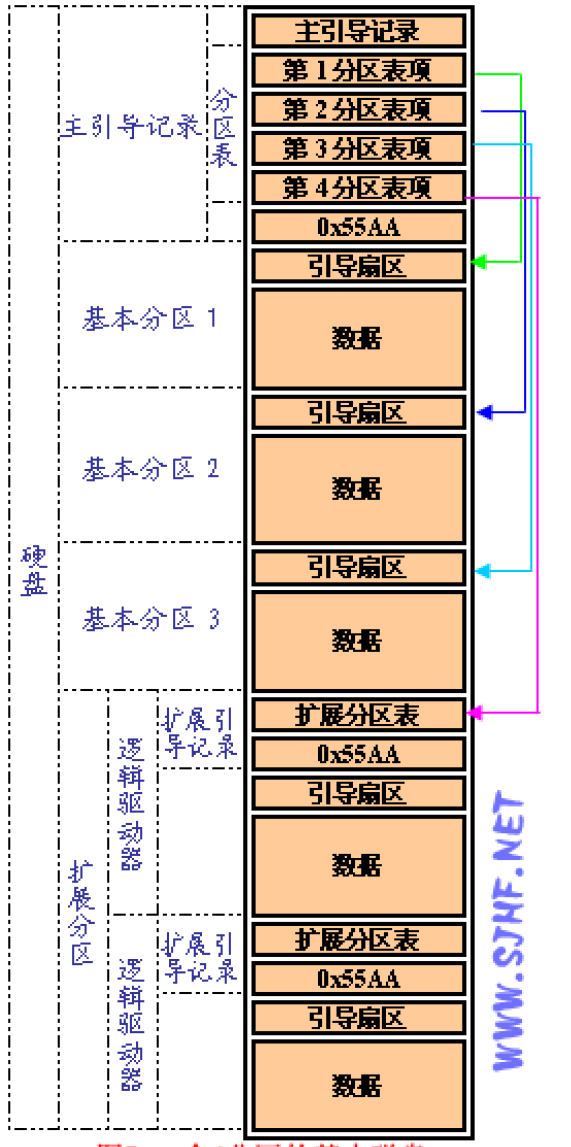 主引导记录
第1分区表项
第2分区表项
第3分区表项
第4分区表项
0x55AA
主引导记录
分区表
引导扇区
数据
基本分区 1
引导扇区
数据
基本分区 2
引导扇区
数据
基本分区 3
硬盘
扩展分区表
0x55AA
引导扇区
数据
扩展引
导记录
逻辑驱动器
扩展分区
扩展分区表
0x55AA
引导扇区
数据
扩展引
导记录
逻辑驱动器
WWW.SJHF.NET